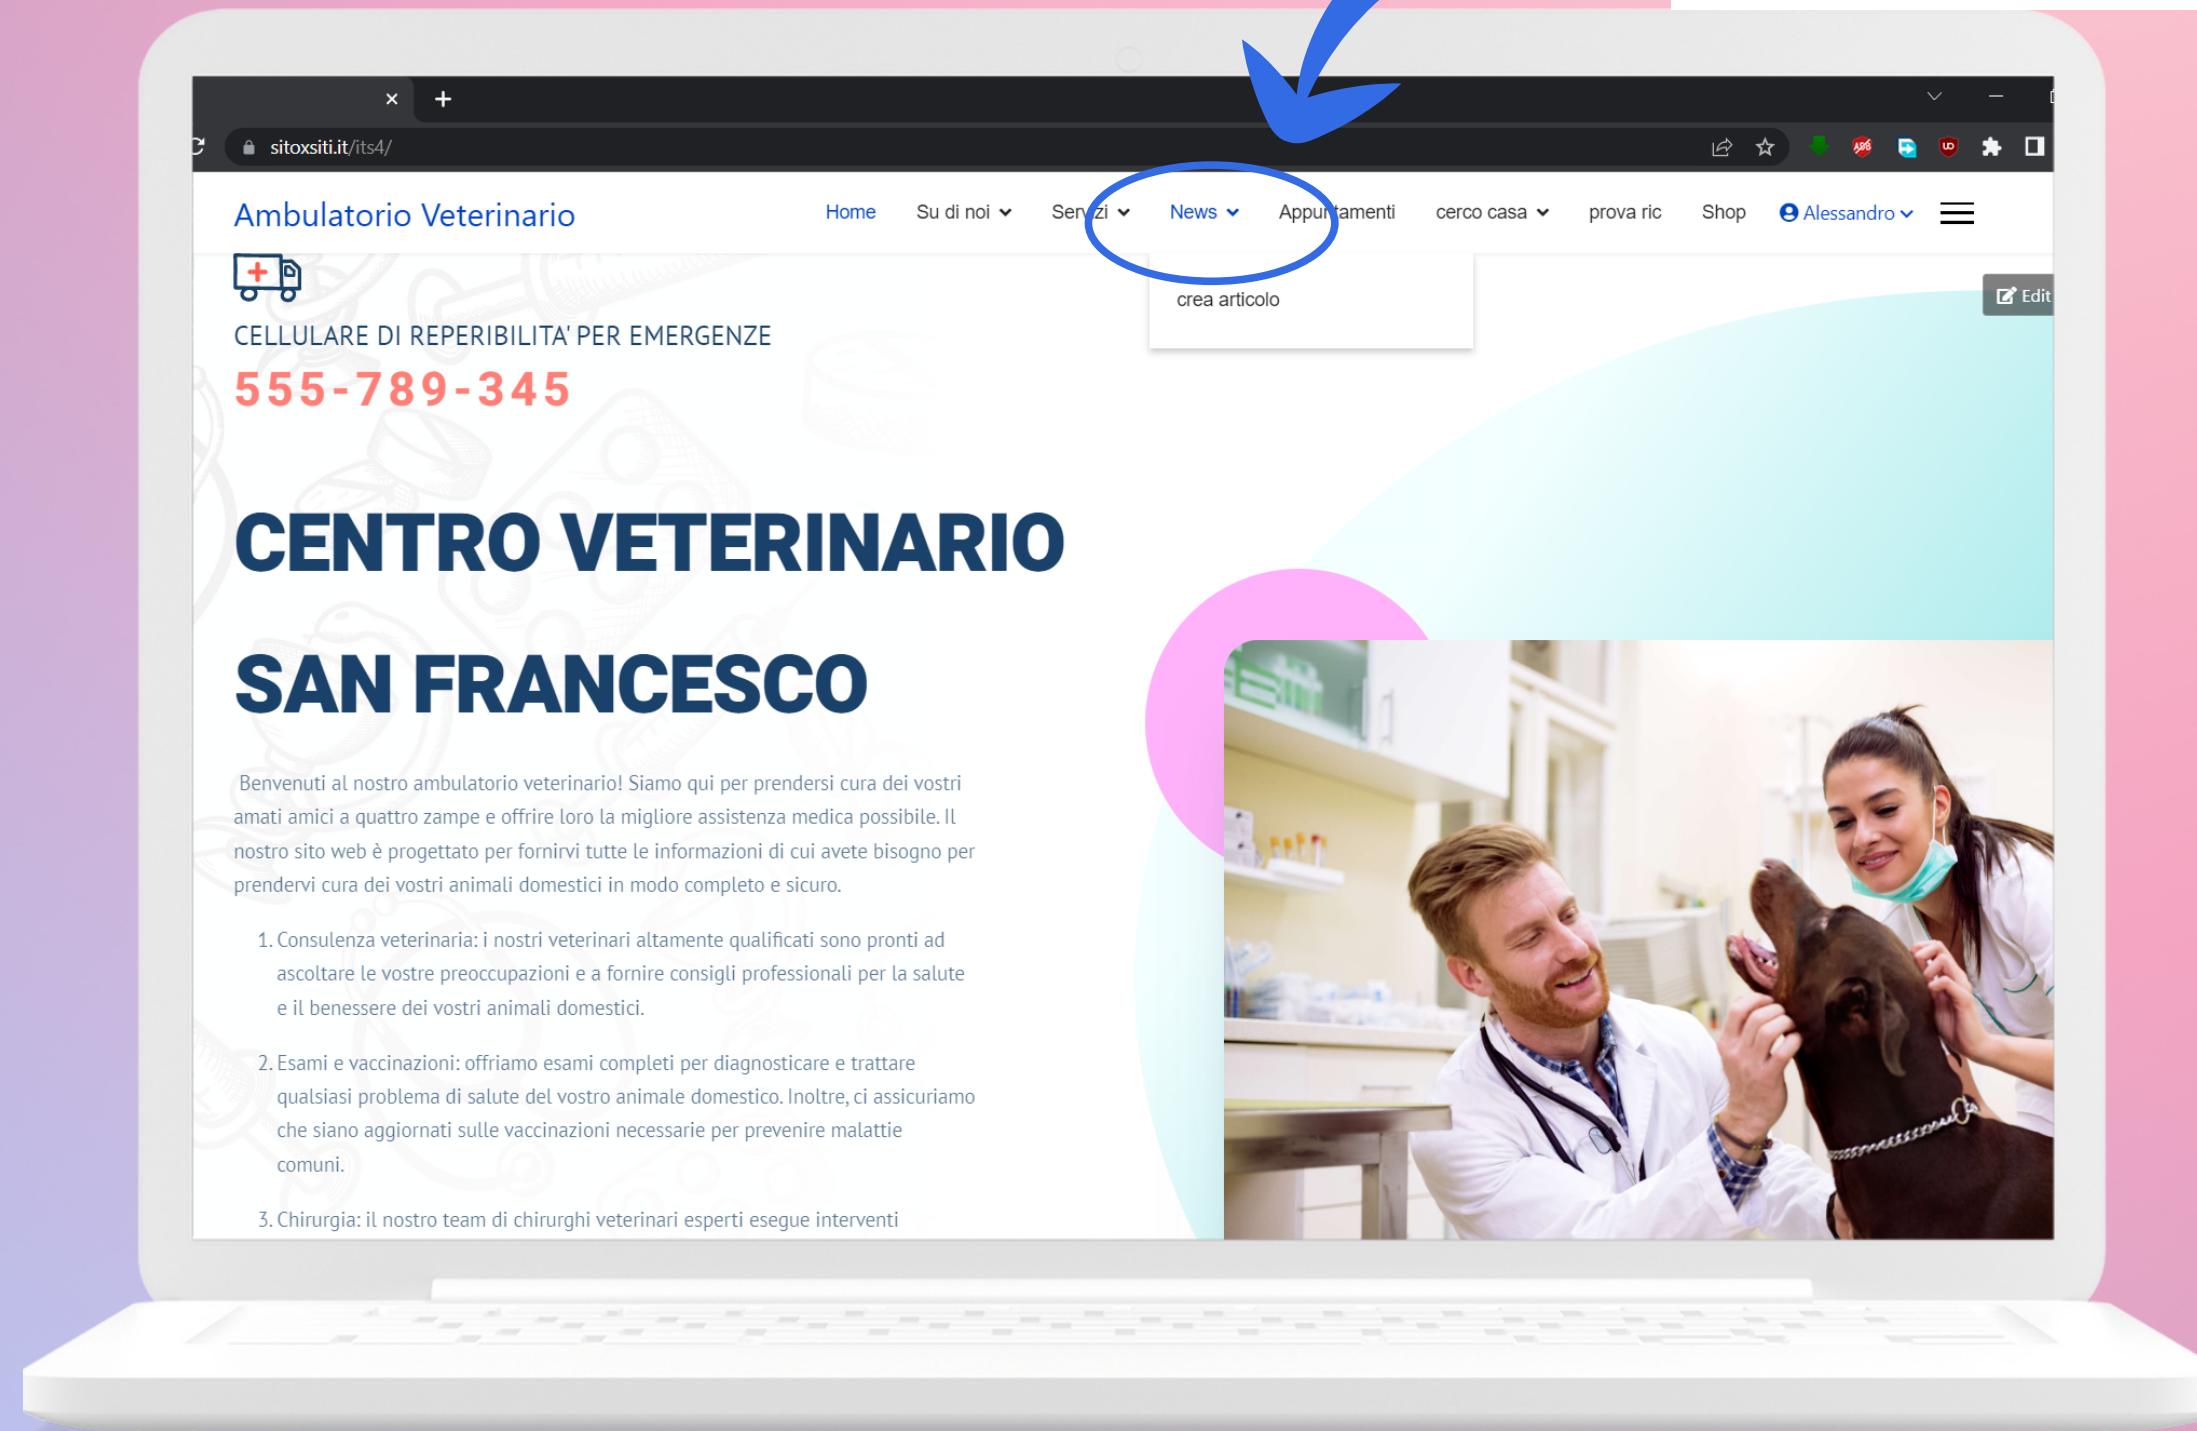 sitoxsiti.it/its4/
Ambulatorio Veterinario
Home Su di noi Servizi News Appuntamenti cerco casa prova ric Shop Alessandro
crea articolo
Edit
CELLULARE DI REPERIBILITA' PER EMERGENZE
555-789-345
CENTRO VETERINARIO
SAN FRANCESCO
Benvenuti al nostro ambulatorio veterinario! Siamo qui per prendersi cura dei vostri
amati amici a quattro zampe e offrire loro la migliore assistenza medica possibile. Il
nostro sito web è progettato per fornirvi tutte le informazioni di cui avete bisogno per
prendervi cura dei vostri animali domestici in modo completo e sicuro.
1. Consulenza veterinaria: i nostri veterinari altamente qualificati sono pronti ad
ascoltare le vostre preoccupazioni e a fornire consigli professionali per la salute
e il benessere dei vostri animali domestici.
2. Esami e vaccinazioni: offriamo esami completi per diagnosticare e trattare
qualsiasi problema di salute del vostro animale domestico. Inoltre, ci assicuriamo
che siano aggiornati sulle vaccinazioni necessarie per prevenire malattie
comuni.
3. Chirurgia: il nostro team di chirurghi veterinari esperti esegue interventi